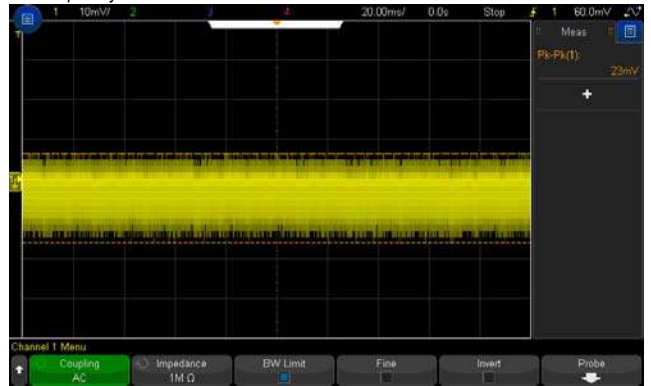 1 10mV/ 2 3 4 20.00ms/ 0.0s Stop 1 60.0mV
Meas
Pk-Pk(1):
23mV
Channel 1 Menu
Coupling
AC
Impedance
1M Ω
BW Limit
Fine
Invert
Probe